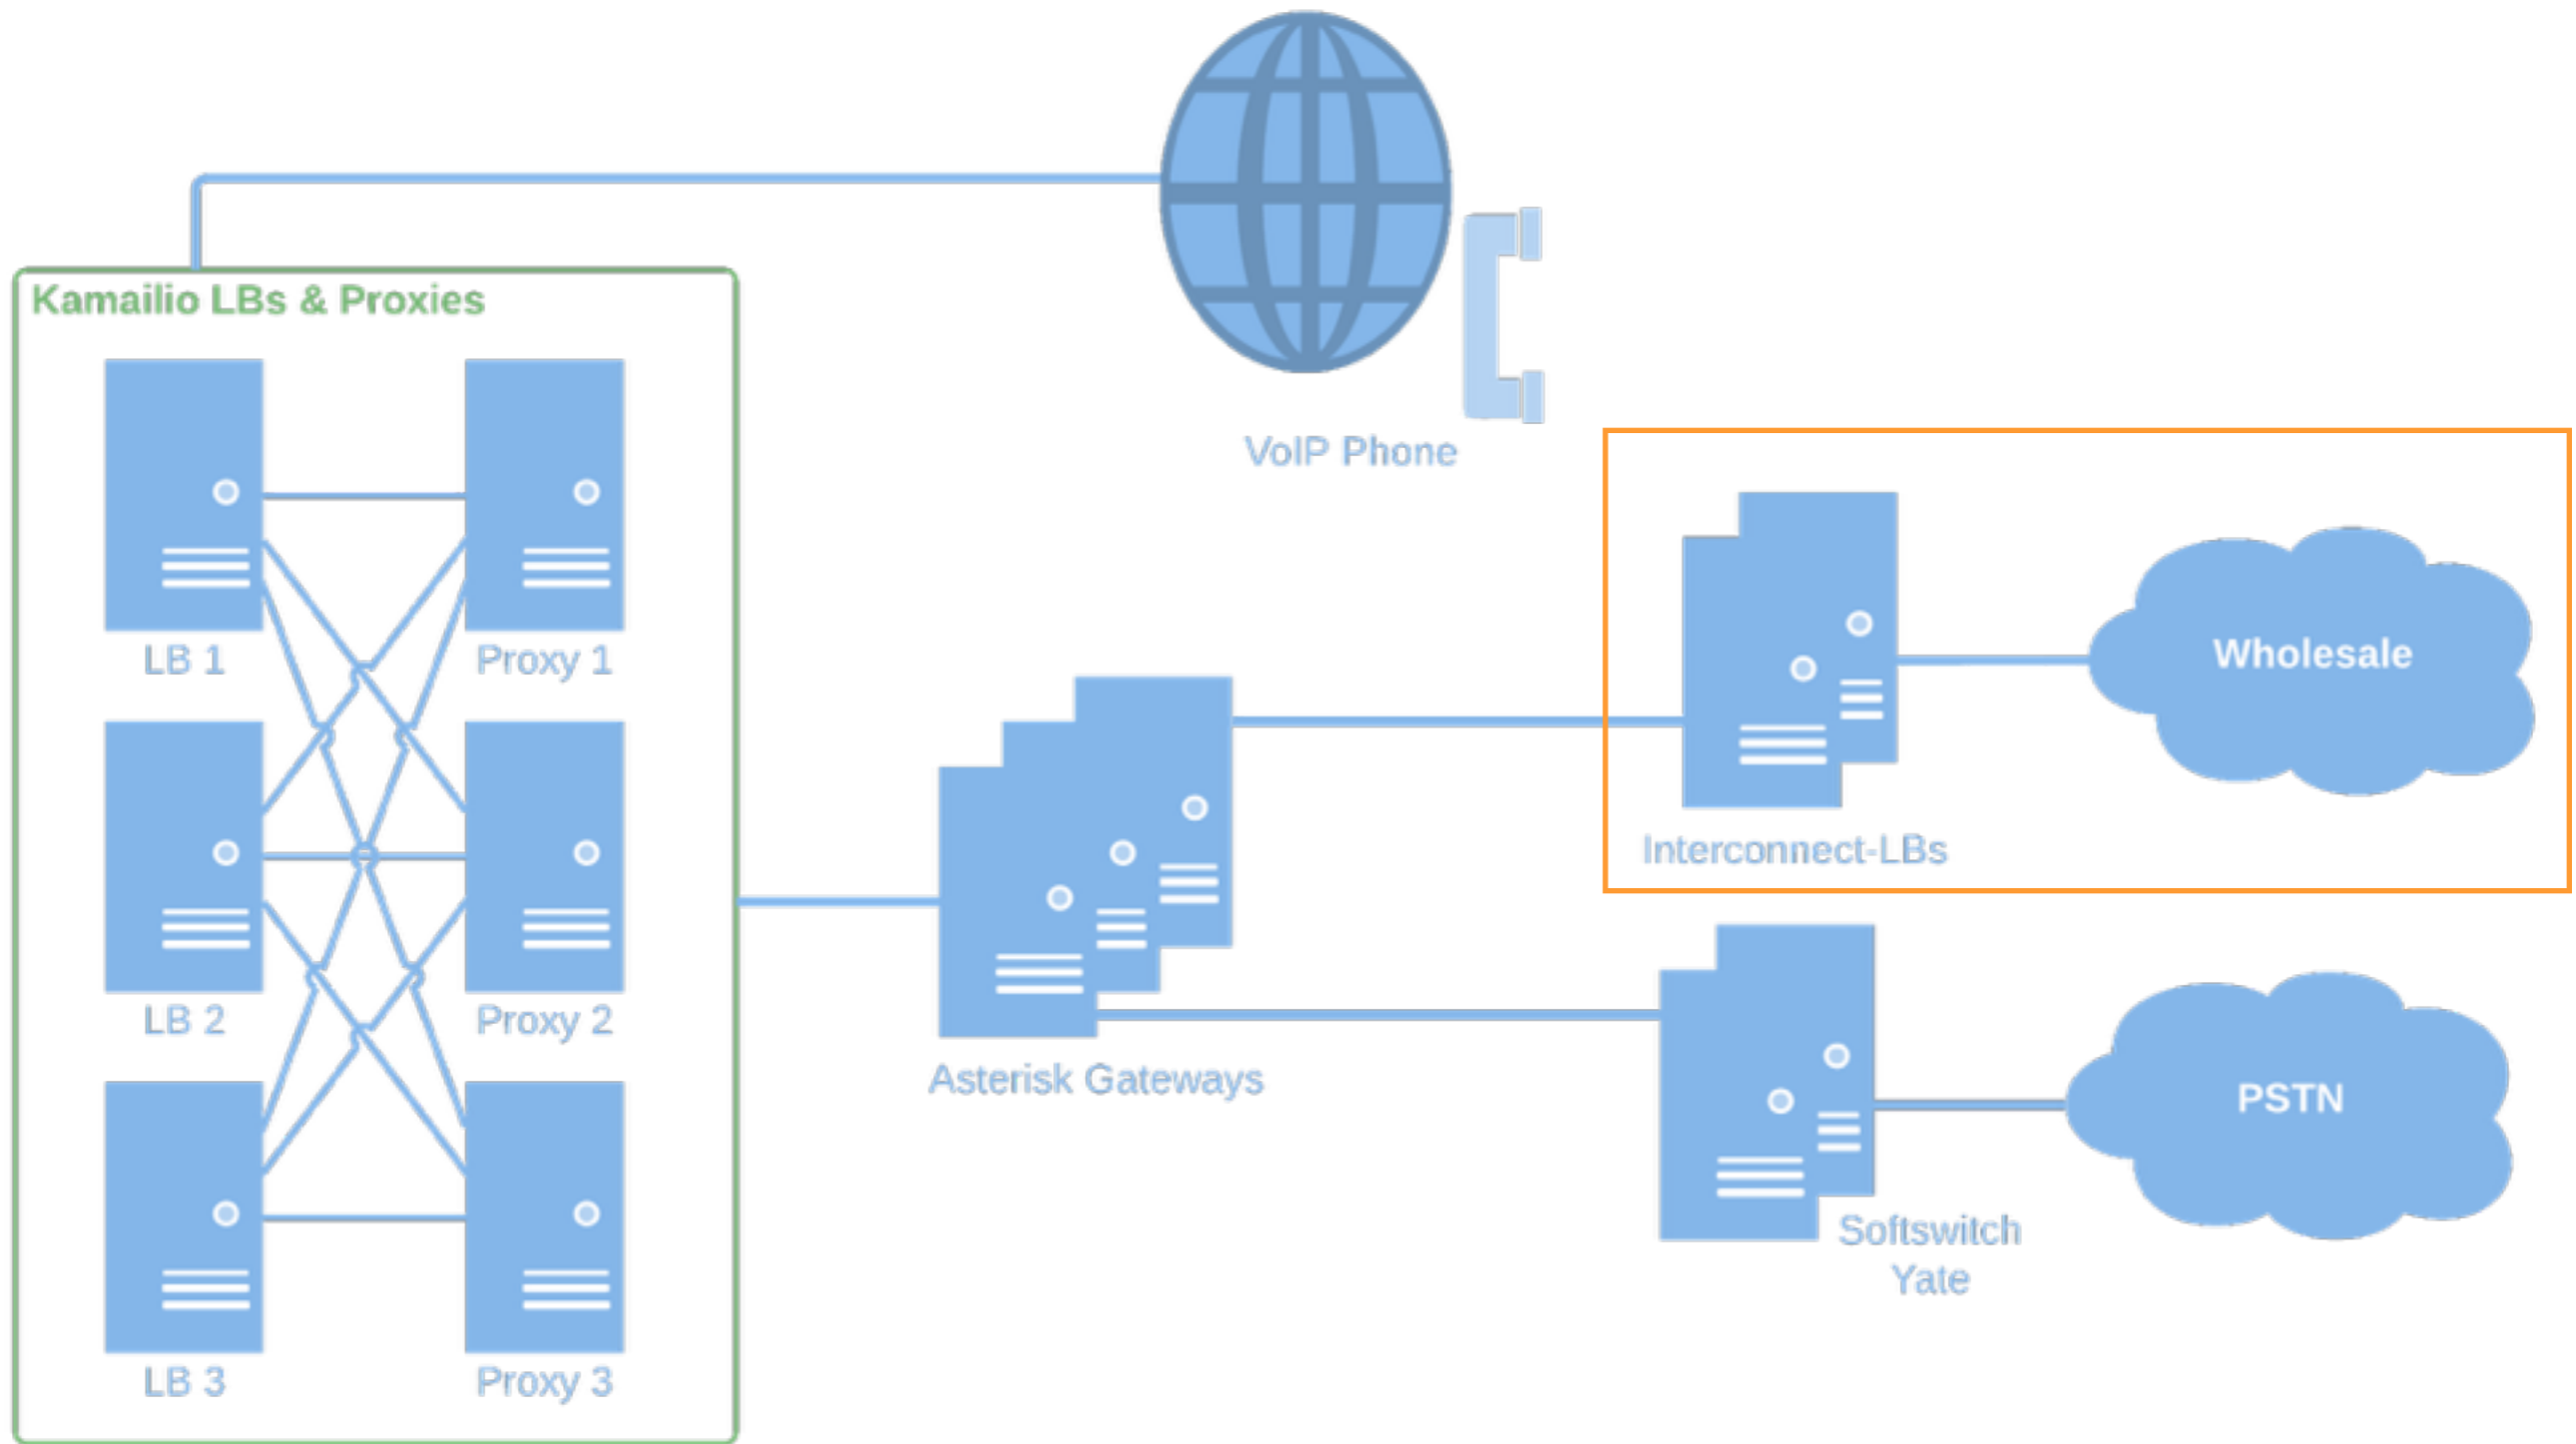 Kamailio LBs & Proxies
VoIP Phone
LB 1
Proxy 1
Wholesale
Interconnect-LBs
LB 2
Proxy 2
Asterisk Gateways
PSTN
Softswitch
Yate
LB 3
Proxy 3